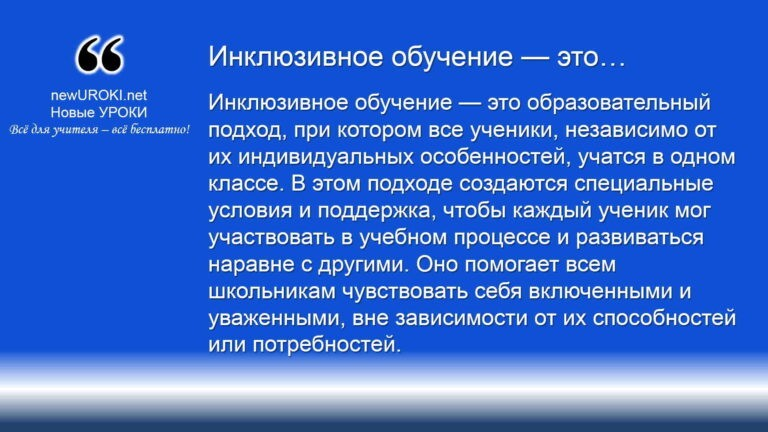 ❝
newUROKI.net
Новые УРОКИ
Всё для учителя – всё бесплатно!
Инклюзивное обучение — это…
Инклюзивное обучение — это образовательный
подход, при котором все ученики, независимо от
их индивидуальных особенностей, учатся в одном
классе. В этом подходе создаются специальные
условия и поддержка, чтобы каждый ученик мог
участвовать в учебном процессе и развиваться
наравне с другими. Оно помогает всем
школьникам чувствовать себя включенными и
уваженными, вне зависимости от их способностей
или потребностей.